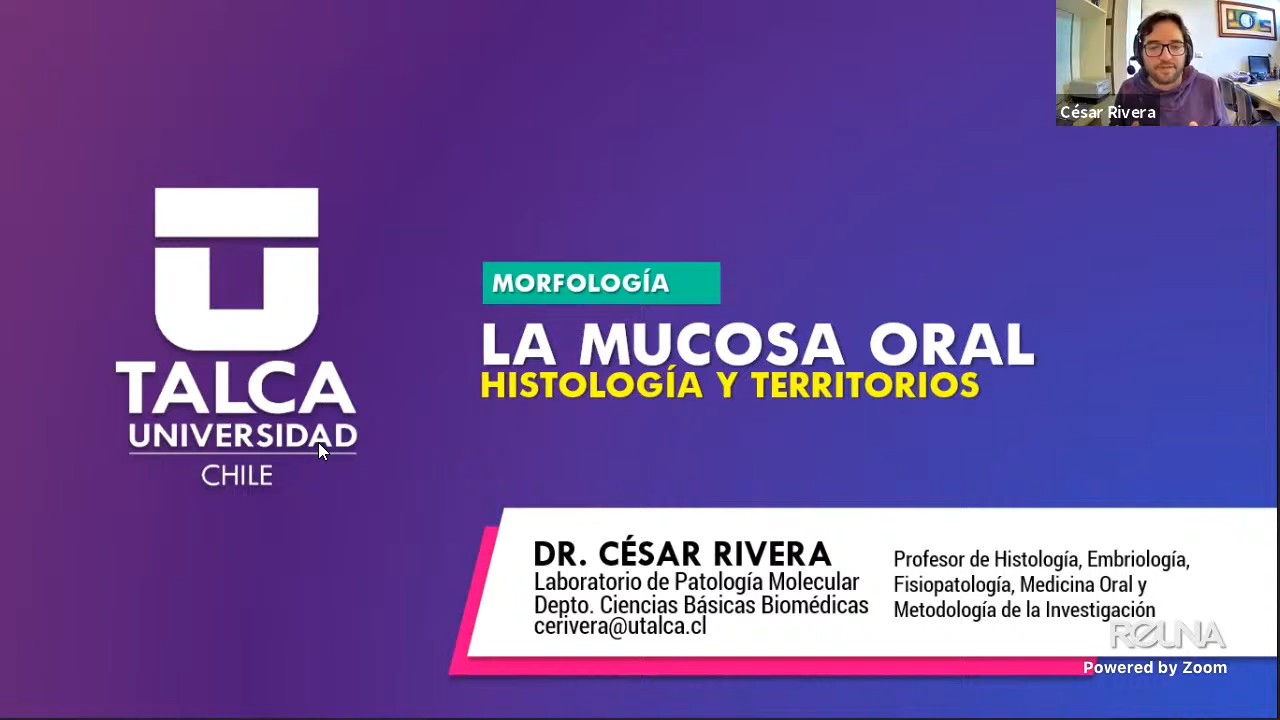 César Rivera
TALCA
UNIVERSIDAD
CHILE
MORFOLOGÍA
LA MUCOSA ORAL
HISTOLOGÍA Y TERRITORIOS
DR. CÉSAR RIVERA
Laboratorio de Patología Molecular
Depto. Ciencias Básicas Biomédicas
cerivera@utalca.cl
Profesor de Histología, Embriología,
Fisiopatología, Medicina Oral y
Metodología de la Investigación
REUNA
Powered by Zoom